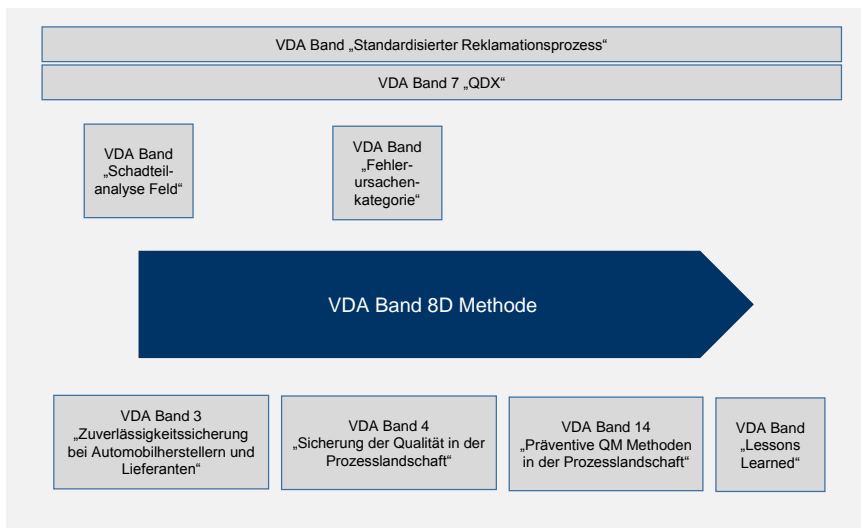 VDA Band „Standardisierter Reklamationsprozess“
VDA Band 7 „QDX“
VDA Band
„Schadteil-
analyse Feld“
VDA Band
„Fehler-
ursachen-
kategorie“
VDA Band 8D Methode
VDA Band 3
„Zuverlässigkeitssicherung
bei Automobilherstellern und
Lieferanten“
VDA Band 4
„Sicherung der Qualität in der
Prozesslandschaft“
VDA Band 14
„Präventive QM Methoden
in der Prozesslandschaft“
VDA Band
„Lessons
Learned“